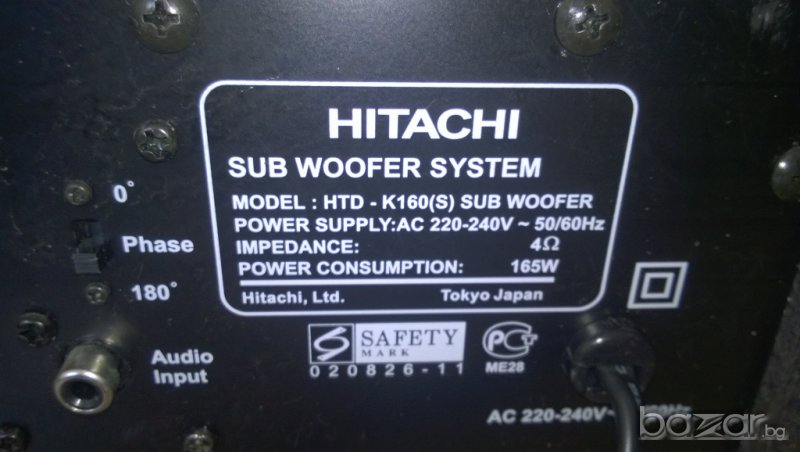 HITACHI
SUB WOOFER SYSTEM
MODEL : HTD - K160(S) SUB WOOFER
POWER SUPPLY:AC 220-240V ~ 50/60Hz
IMPEDANCE: 4Ω
POWER CONSUMPTION: 165W
Hitachi, Ltd. Tokyo Japan
0°
Phase
180°
Audio
Input
S SAFETY
MARK
020826-11
PCT
ME28
AC 220-240V~
bazar.bg